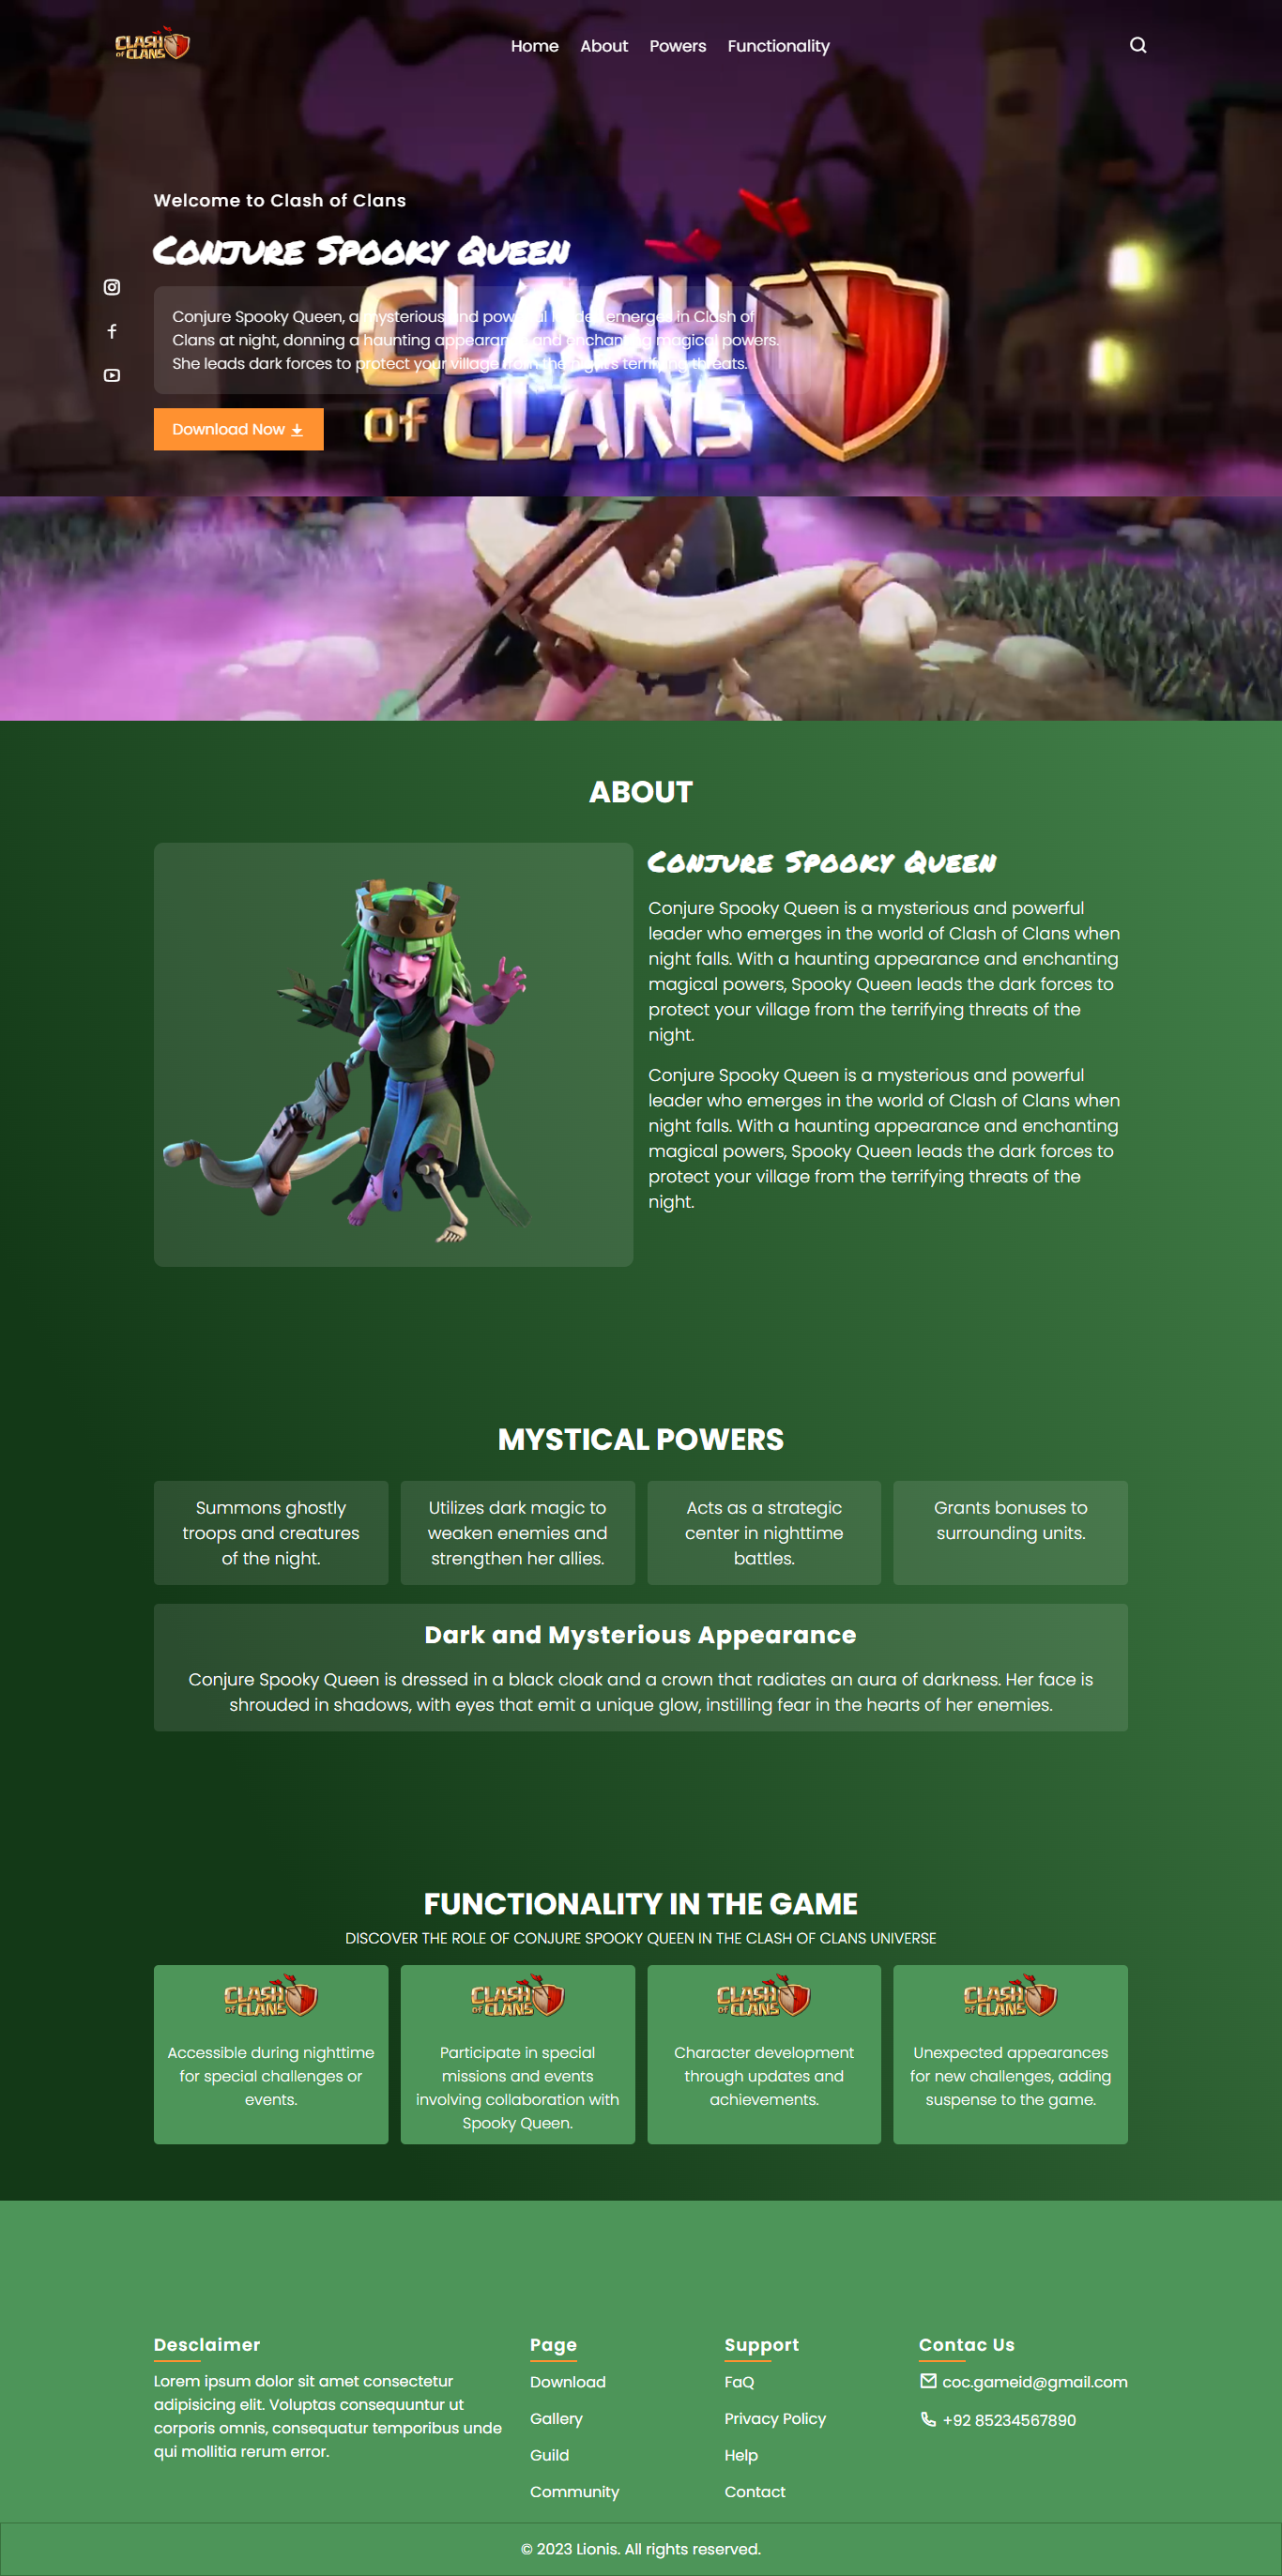 CLASH
of CLANS
Home About Powers Functionality
Welcome to Clash of Clans
Conjure Spooky Queen
Conjure Spooky Queen, a mysterious and powerful leader emerges in Clash of
Clans at night, donning a haunting appearance and enchanting magical powers.
She leads dark forces to protect your village from the night's terrifying threats.
CLASH
of CLANS
Download Now
ABOUT
Conjure Spooky Queen
Conjure Spooky Queen is a mysterious and powerful
leader who emerges in the world of Clash of Clans when
night falls. With a haunting appearance and enchanting
magical powers, Spooky Queen leads the dark forces to
protect your village from the terrifying threats of the
night.
Conjure Spooky Queen is a mysterious and powerful
leader who emerges in the world of Clash of Clans when
night falls. With a haunting appearance and enchanting
magical powers, Spooky Queen leads the dark forces to
protect your village from the terrifying threats of the
night.
MYSTICAL POWERS
Summons ghostly
troops and creatures
of the night.
Utilizes dark magic to
weaken enemies and
strengthen her allies.
Acts as a strategic
center in nighttime
battles.
Grants bonuses to
surrounding units.
Dark and Mysterious Appearance
Conjure Spooky Queen is dressed in a black cloak and a crown that radiates an aura of darkness. Her face is
shrouded in shadows, with eyes that emit a unique glow, instilling fear in the hearts of her enemies.
FUNCTIONALITY IN THE GAME
DISCOVER THE ROLE OF CONJURE SPOOKY QUEEN IN THE CLASH OF CLANS UNIVERSE
CLASH
of CLANS
Accessible during nighttime
for special challenges or
events.
CLASH
of CLANS
Participate in special
missions and events
involving collaboration with
Spooky Queen.
CLASH
of CLANS
Character development
through updates and
achievements.
CLASH
of CLANS
Unexpected appearances
for new challenges, adding
suspense to the game.
Desclaimer
Lorem ipsum dolor sit amet consectetur
adipisicing elit. Voluptas consequuntur ut
corporis omnis, consequatur temporibus unde
qui mollitia rerum error.
Page
Download
Gallery
Guild
Community
Support
FaQ
Privacy Policy
Help
Contact
Contac Us
coc.gameid@gmail.com
+92 85234567890
© 2023 Lionis. All rights reserved.